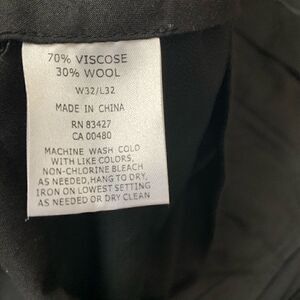 70% VISCOSE
30% WOOL
W32/L32
MADE IN CHINA
RN 83427
CA 00480
MACHINE WASH COLD
WITH LIKE COLORS,
NON-CHLORINE BLEACH
AS NEEDED, HANG TO DRY,
IRON ON LOWEST SETTING
AS NEEDED OR DRY CLEAN